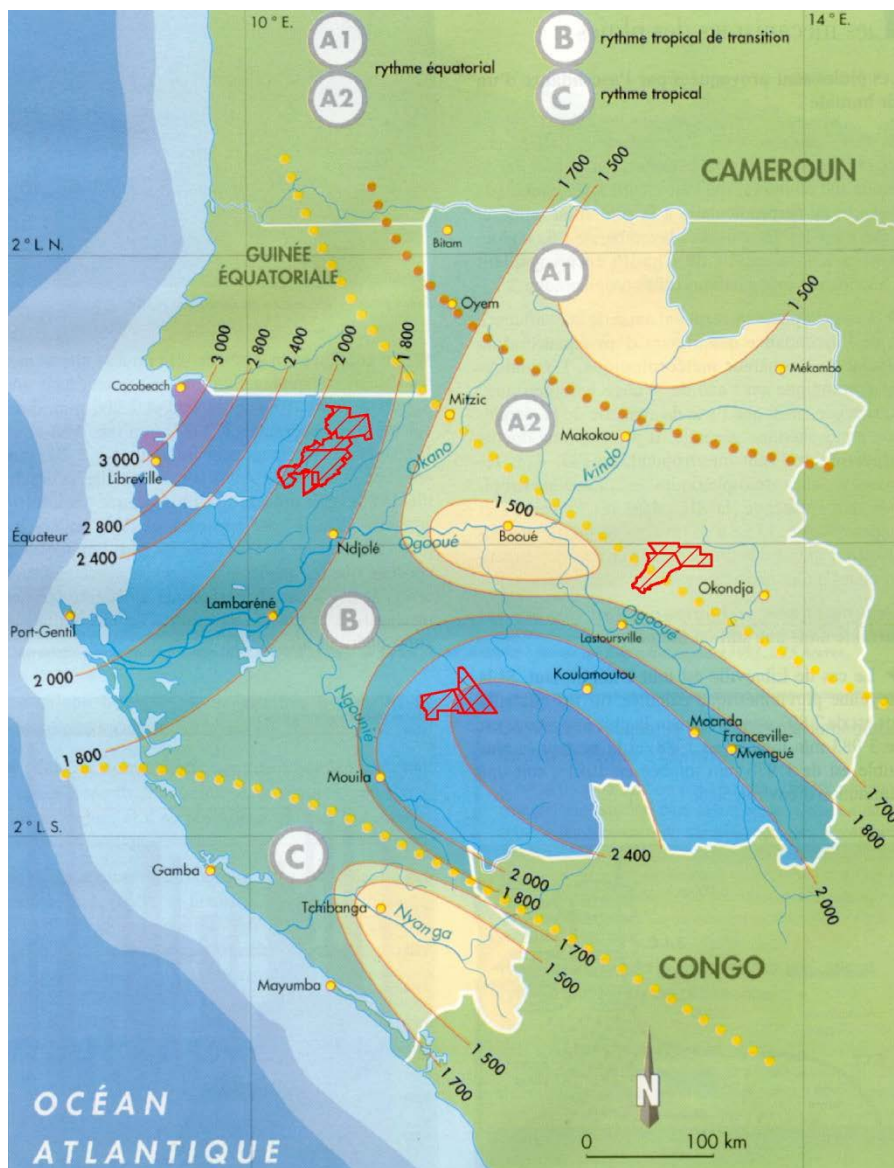 10° E.
14° E.
A1
A2
rythme équatorial
B
rythme tropical de transition
C
rythme tropical
1 700
1 500
CAMEROUN
2° L. N.
Bitam
GUINÉE
ÉQUATORIALE
A1
Oyem
1 500
3 000
2 800
2 400
2 000
1 800
Cocobeach
Mékambo
Mitzic
A2
Makokou
Okano
Ivindo
3 000
Libreville
1 500
2 800
Équateur
2 400
Ndjolé
Ogooué
Booué
Okondja
Lambaréné
B
Port-Gentil
Ogooué
Lastoursville
2 000
Koulamoutou
Ngounié
Moanda
Franceville-
Mvengué
1 800
Mouila
1 700
1 800
2° L. S.
C
2 400
Gamba
2 000
2 000
1 800
Tchibanga
Nyanga
1 700
CONGO
1 500
Mayumba
1 500
1 700
N
OCÉAN
ATLANTIQUE
0 100 km